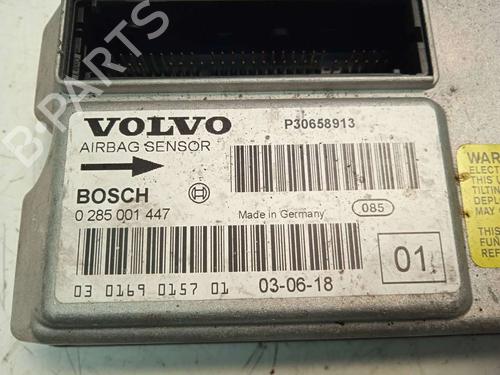 VOLVO
P30658913
AIRBAG SENSOR
BOSCH
0 285 001 447
Made in Germany
085
01
03 0169 0157 01
03-06-18
WAR
ELECT
THIS U
TILTIN
DEPLO
MAY
THIS
FUN
REF
B-Parts